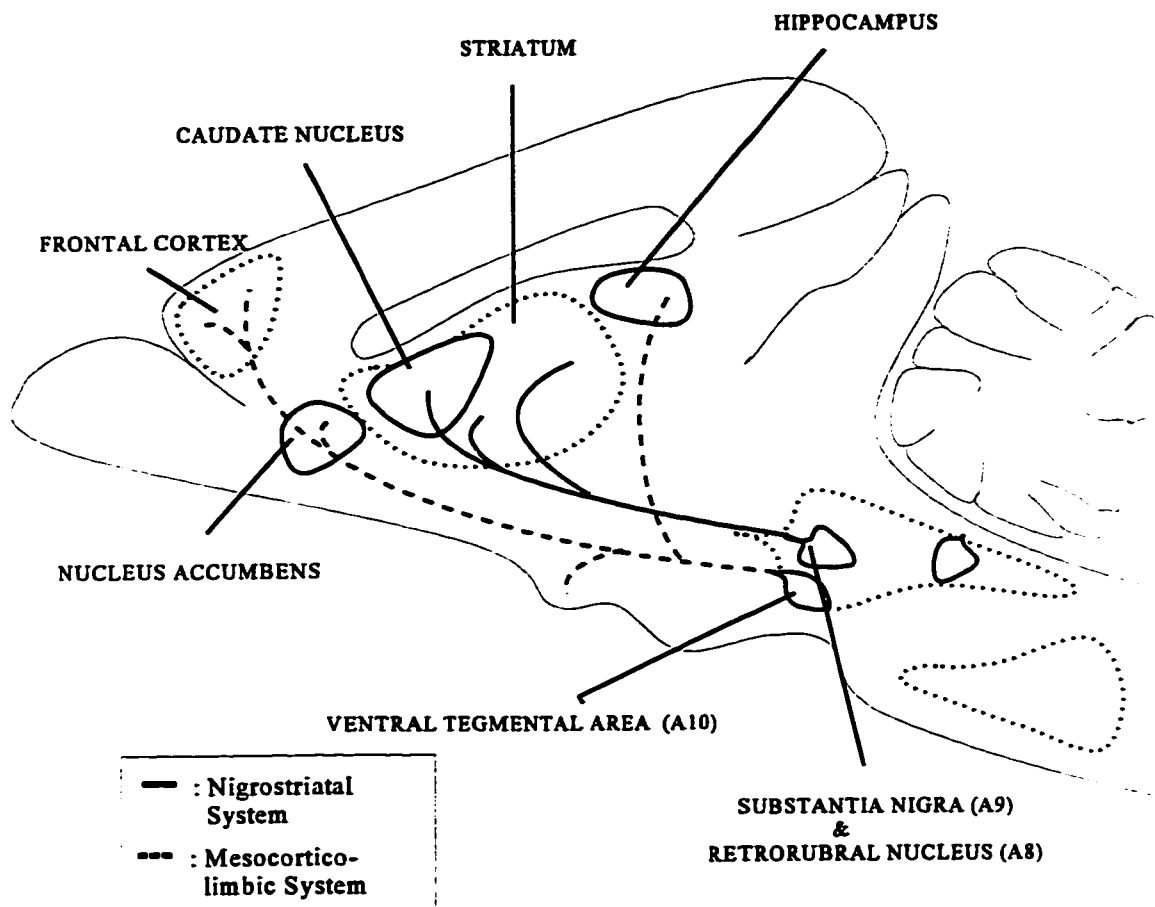 HIPPOCAMPUS
STRIATUM
CAUDATE NUCLEUS
FRONTAL CORTEX
NUCLEUS ACCUMBENS
VENTRAL TEGMENTAL AREA (A10)
: Nigrostriatal
System
: Mesocortico-
limbic System
SUBSTANTIA NIGRA (A9)
&
RETRORUBRAL NUCLEUS (A8)